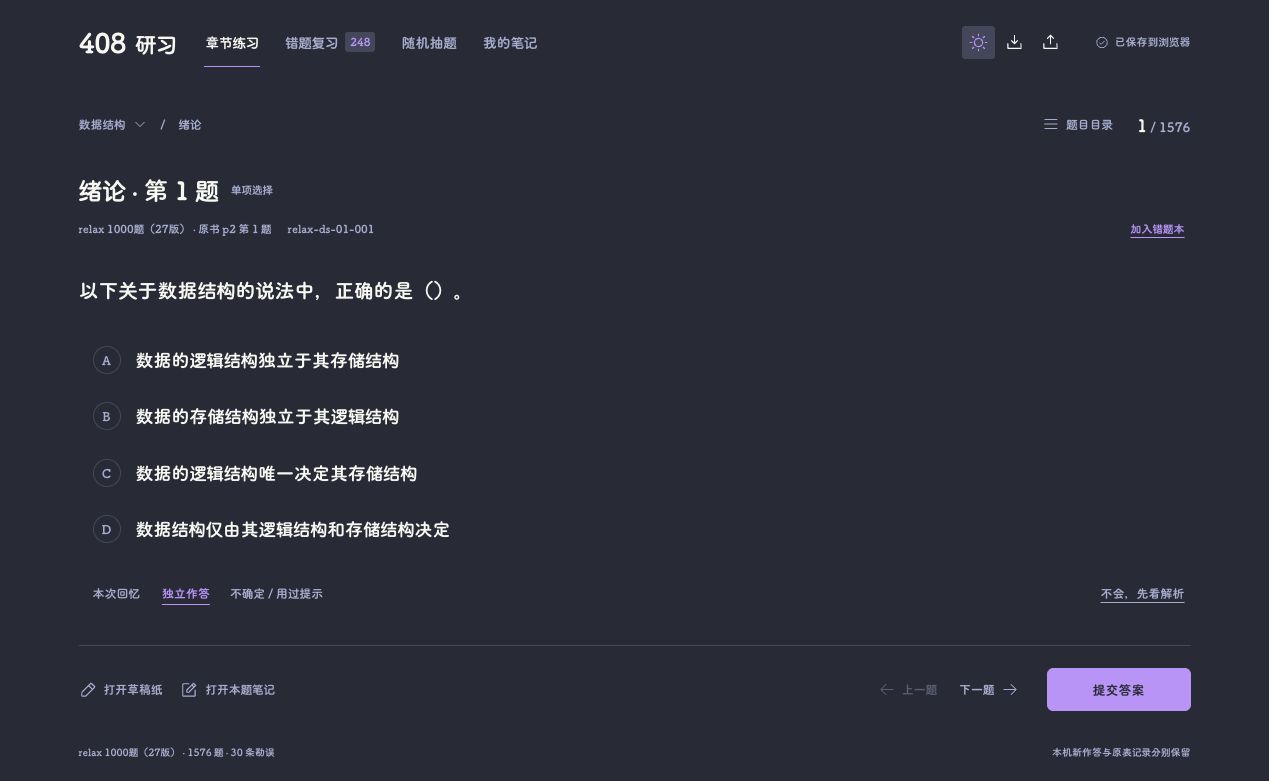 408 研习 章节练习 错题复习 248 随机抽题 我的笔记 已保存到浏览器
数据结构 / 绪论 题目目录 1 / 1576
绪论 · 第 1 题 单项选择
relax 1000题（27版） · 原书 p2 第 1 题 relax-ds-01-001 加入错题本
以下关于数据结构的说法中，正确的是（）。
A 数据的逻辑结构独立于其存储结构
B 数据的存储结构独立于其逻辑结构
C 数据的逻辑结构唯一决定其存储结构
D 数据结构仅由其逻辑结构和存储结构决定
本次回忆 独立作答 不确定 / 用过提示 不会，先看解析
打开草稿纸 打开本题笔记 上一题 下一题 提交答案
relax 1000题（27版） · 1576 题 · 30 条勘误 本机新作答与原表记录分别保留